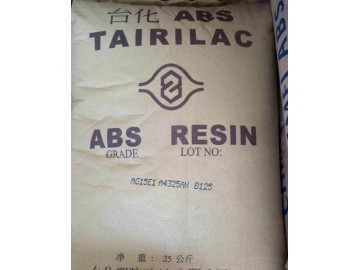 台化 ABS
TAIRILAC
ABS RESIN
GRADE LOT NO:
AG15E1 A4325AH B125
净 重: 25 公斤